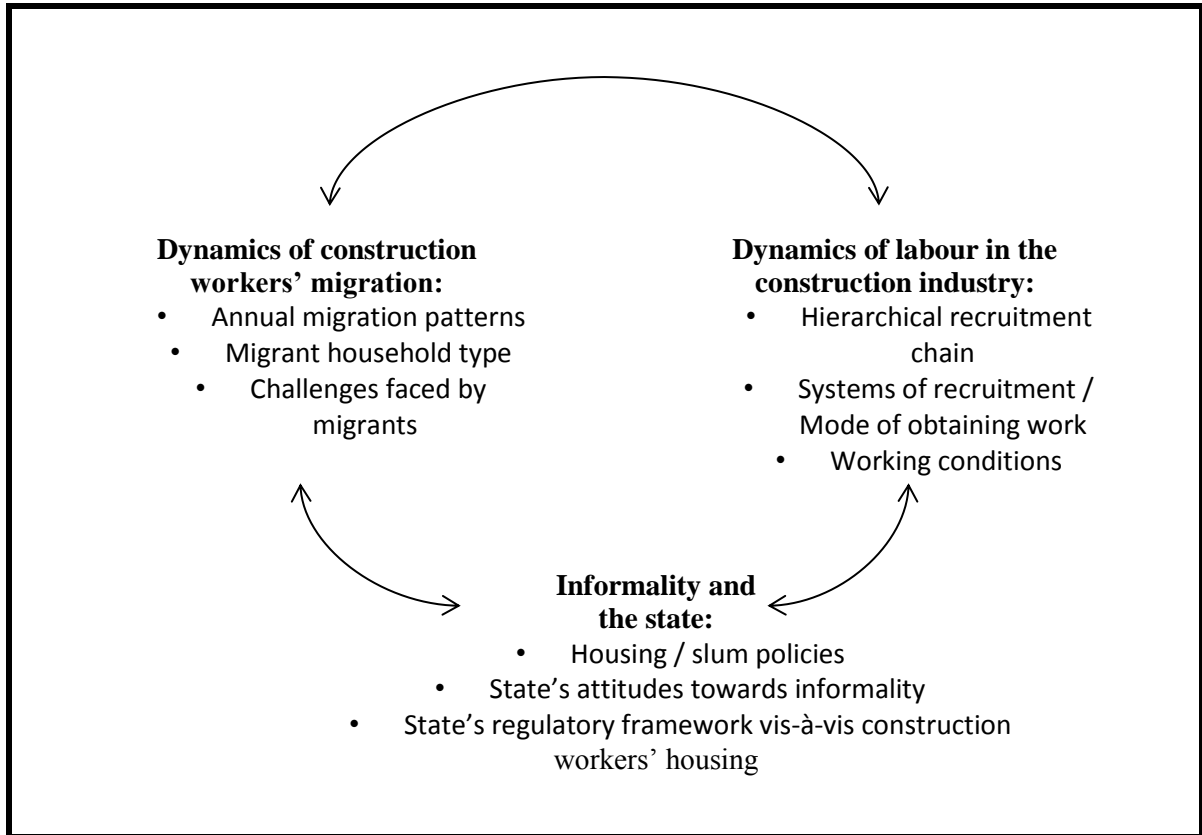 Dynamics of construction
workers’ migration:
• Annual migration patterns
• Migrant household type
• Challenges faced by
migrants
Dynamics of labour in the
construction industry:
• Hierarchical recruitment
chain
• Systems of recruitment /
Mode of obtaining work
• Working conditions
Informality and
the state:
• Housing / slum policies
• State’s attitudes towards informality
• State’s regulatory framework vis-à-vis construction
workers’ housing